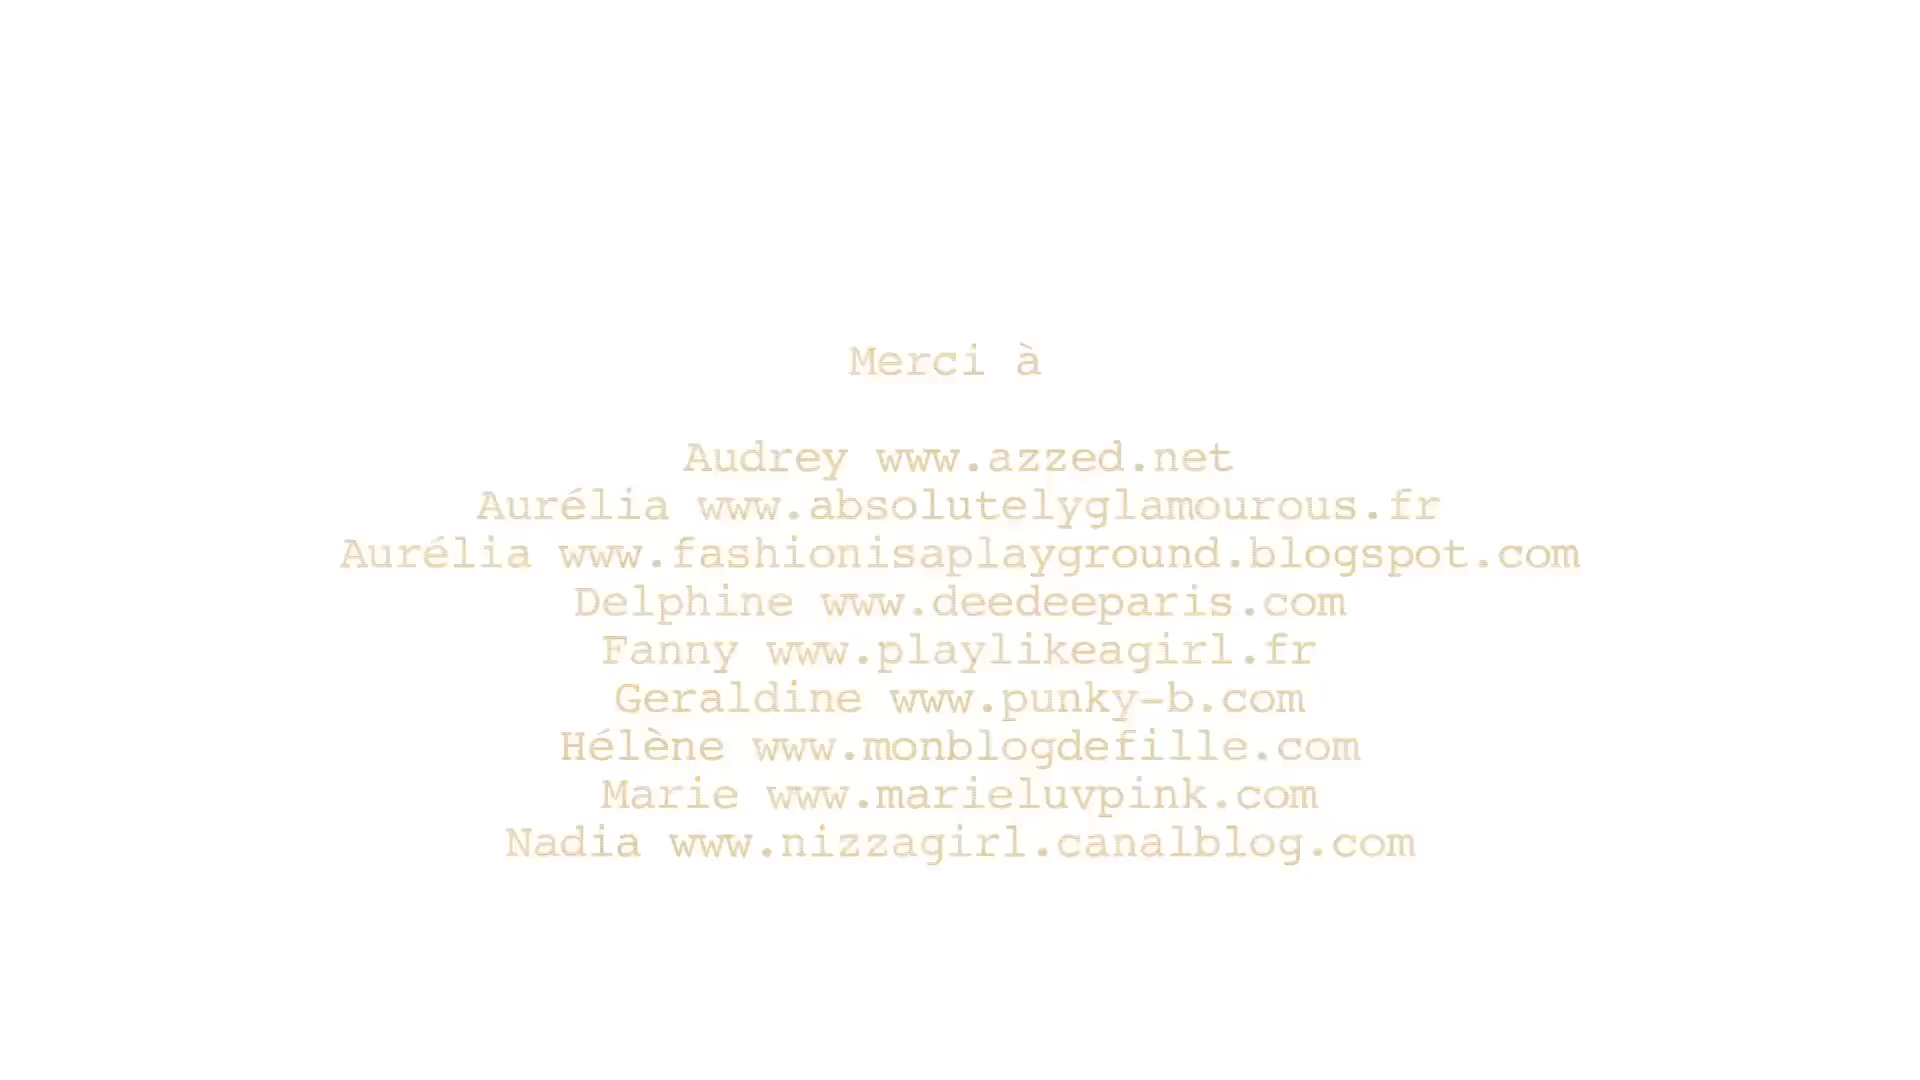 Merci à
Audrey www.azzed.net
Aurélia www.absolutelyglamourous.fr
Aurélia www.fashionisaplayground.blogspot.com
Delphine www.deedeeparis.com
Fanny www.playlikeagirl.fr
Geraldine www.punky-b.com
Hélène www.monblogdefille.com
Marie www.marieluvpink.com
Nadia www.nizzagirl.canalblog.com